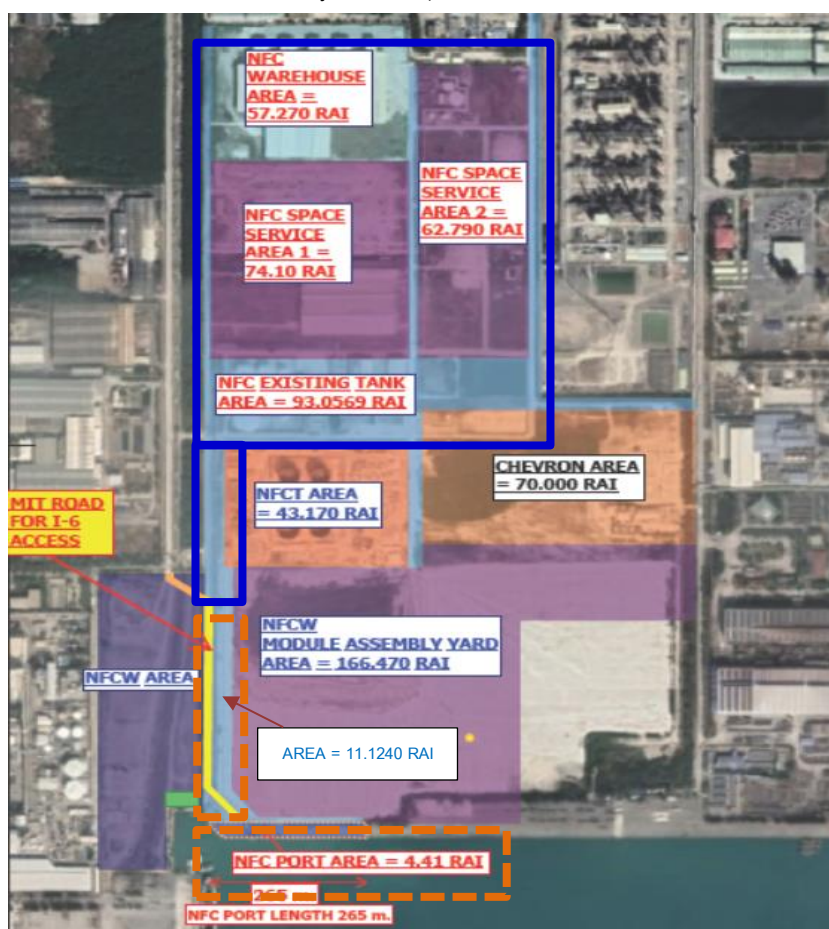 NFC
WAREHOUSE
AREA =
57.270 RAI
NFC SPACE
SERVICE
AREA 2 =
62.790 RAI
NFC SPACE
SERVICE
AREA 1 =
74.10 RAI
NFC EXISTING TANK
AREA = 93.0569 RAI
CHEVRON AREA
= 70.000 RAI
NFCT AREA
= 43.170 RAI
MIT ROAD
FOR I-6
ACCESS
NFCW
MODULE ASSEMBLY YARD
AREA = 166.470 RAI
NFCW AREA
AREA = 11.1240 RAI
NFC PORT AREA = 4.41 RAI
265
NFC PORT LENGTH 265 m.